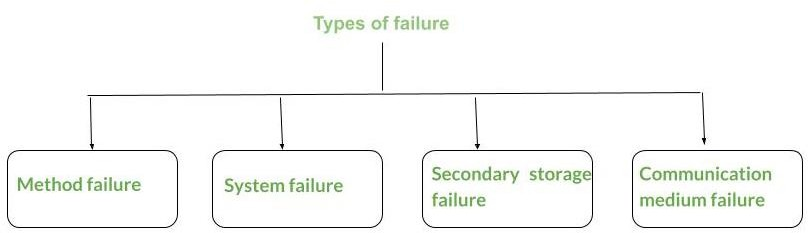 Types of failure
Method failure
System failure
Secondary storage
failure
Communication
medium failure